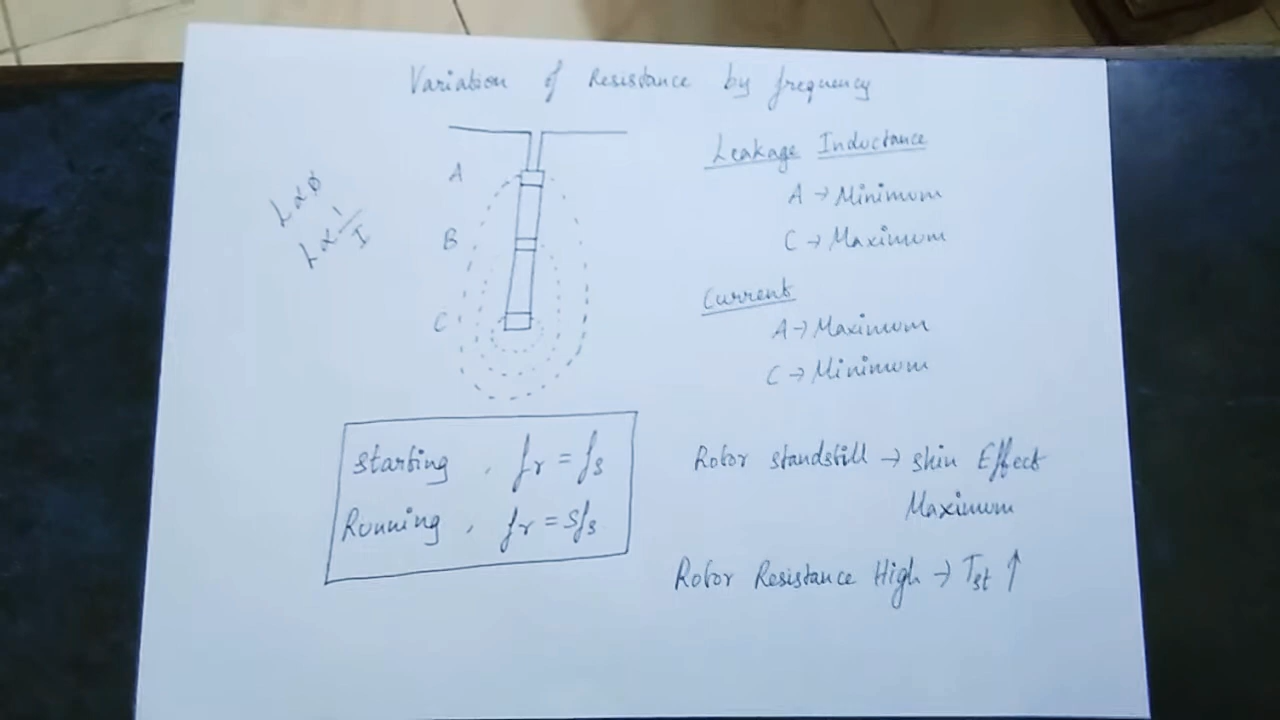 Variation of Resistance by frequency
L α ϕ
L α 1/I
A
B
C
Leakage Inductance
A → Minimum
C → Maximum
Current
A → Maximum
C → Minimum
Starting , fr = fs
Running , fr = sfs
Rotor standstill → skin Effect
Maximum
Rotor Resistance High → Tst ↑